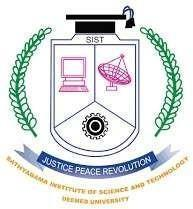 SIST
JUSTICE PEACE REVOLUTION
SATHYABAMA INSTITUTE OF SCIENCE AND TECHNOLOGY
DEEMED UNIVERSITY